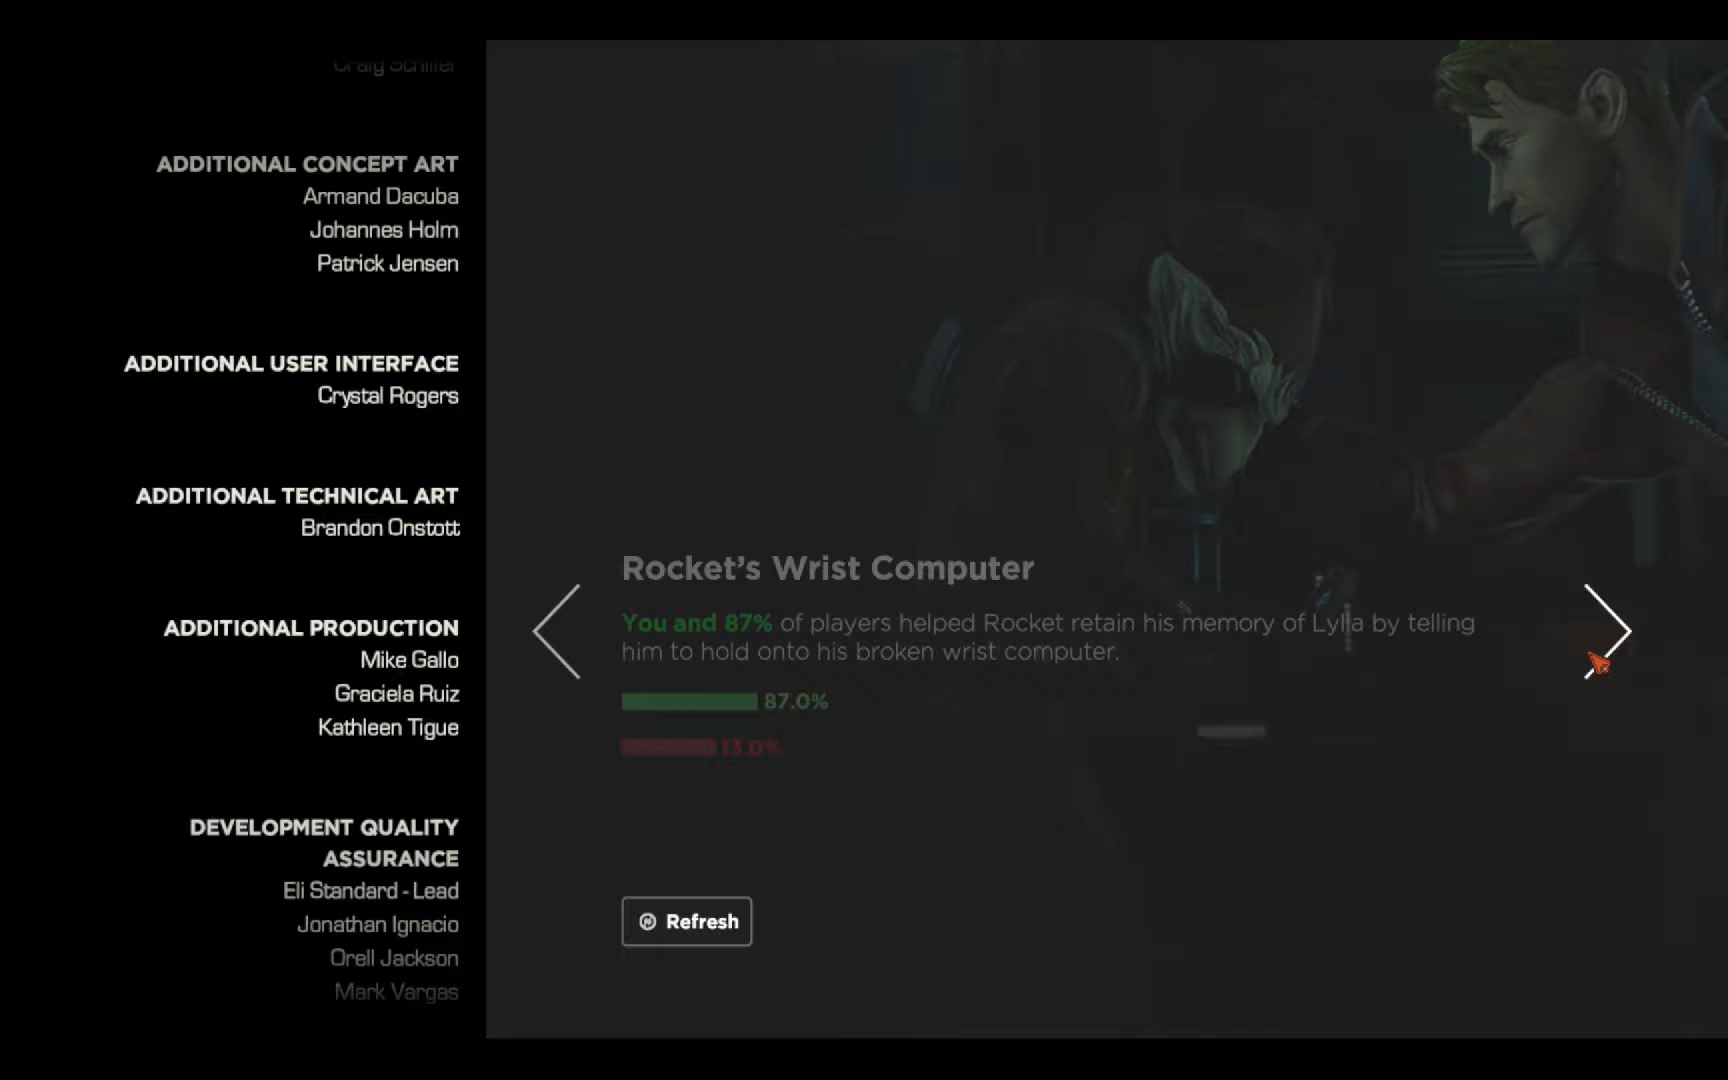 Craig Schiffer
ADDITIONAL CONCEPT ART
Armand Dacuba
Johannes Holm
Patrick Jensen
ADDITIONAL USER INTERFACE
Crystal Rogers
ADDITIONAL TECHNICAL ART
Brandon Onstott
ADDITIONAL PRODUCTION
Mike Gallo
Graciela Ruiz
Kathleen Tigue
DEVELOPMENT QUALITY
ASSURANCE
Eli Standard - Lead
Jonathan Ignacio
Orell Jackson
Mark Vargas
Rocket's Wrist Computer
You and 87% of players helped Rocket retain his memory of Lylla by telling
him to hold onto his broken wrist computer.
87.0%
13.0%
Refresh